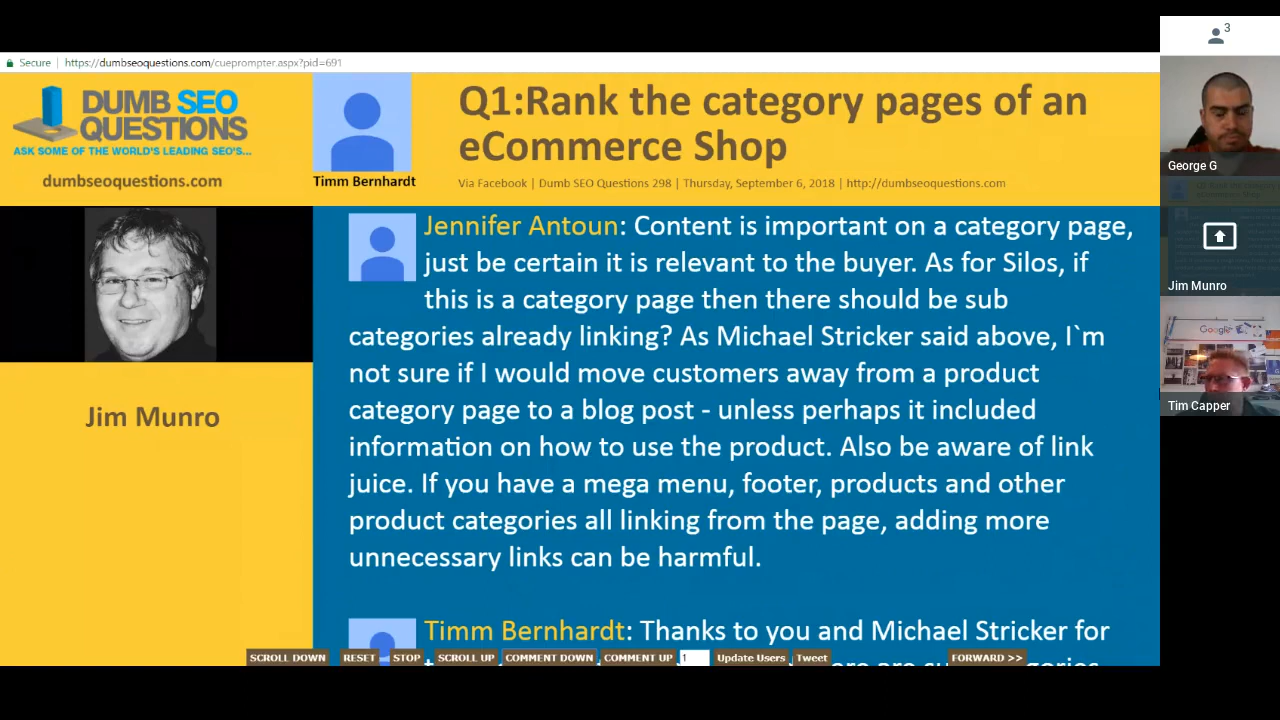 Secure | https://dumbseoquestions.com/cueprompter.aspx?pid=691
3
DUMB SEO
QUESTIONS
ASK SOME OF THE WORLD'S LEADING SEO'S...
dumbseoquestions.com
Timm Bernhardt
Q1:Rank the category pages of an
eCommerce Shop
Via Facebook | Dumb SEO Questions 298 | Thursday, September 6, 2018 | http://dumbseoquestions.com
George G
Jim Munro
Tim Capper
Google
Jim Munro
Jennifer Antoun: Content is important on a category page,
just be certain it is relevant to the buyer. As for Silos, if
this is a category page then there should be sub
categories already linking? As Michael Stricker said above, I`m
not sure if I would move customers away from a product
category page to a blog post - unless perhaps it included
information on how to use the product. Also be aware of link
juice. If you have a mega menu, footer, products and other
product categories all linking from the page, adding more
unnecessary links can be harmful.
Timm Bernhardt: Thanks to you and Michael Stricker for
SCROLL DOWN RESET STOP SCROLL UP COMMENT DOWN COMMENT UP 1 Update Users Tweet FORWARD >>